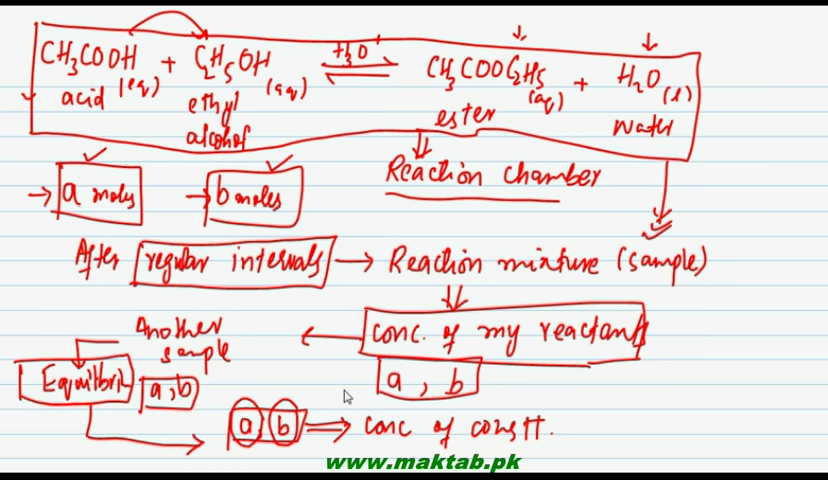 CH3COOH + C2H5OH ⇌ CH3COOC2H5 + H2O (l)
+H3O+
acid (aq) ethyl alcohol (aq) ester (aq) water
Reaction chamber
→ a moles → b moles
After regular intervals → Reaction mixture (sample)
conc. of my reactant
Another sample
a, b
Equilibri a, b
a b ⇒ conc of constt.
www.maktab.pk